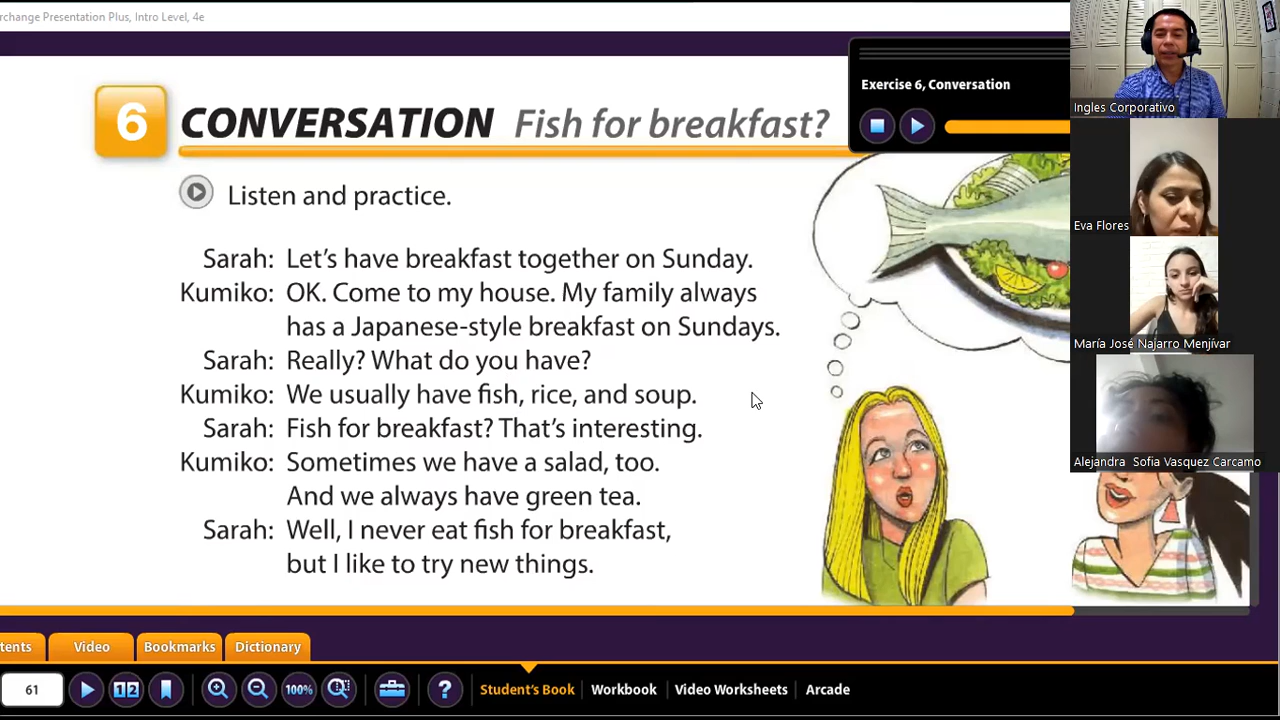 rchange Presentation Plus, Intro Level, 4e
6 CONVERSATION Fish for breakfast?
Exercise 6, Conversation
Listen and practice.
Sarah: Let's have breakfast together on Sunday.
Kumiko: OK. Come to my house. My family always
has a Japanese-style breakfast on Sundays.
Sarah: Really? What do you have?
Kumiko: We usually have fish, rice, and soup.
Sarah: Fish for breakfast? That's interesting.
Kumiko: Sometimes we have a salad, too.
And we always have green tea.
Sarah: Well, I never eat fish for breakfast,
but I like to try new things.
Ingles Corporativo
Eva Flores
María José Najarro Menjívar
Alejandra Sofia Vasquez Carcamo
tents Video Bookmarks Dictionary
61 1 2 100% ? Student's Book Workbook Video Worksheets Arcade